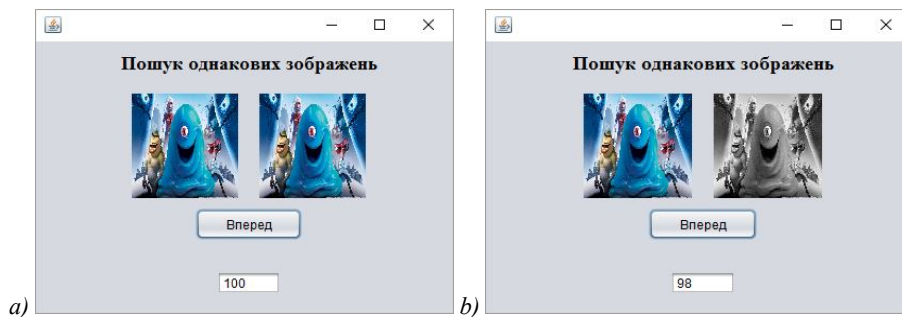 Пошук однакових зображень
Вперед
100
a)
Пошук однакових зображень
Вперед
98
b)